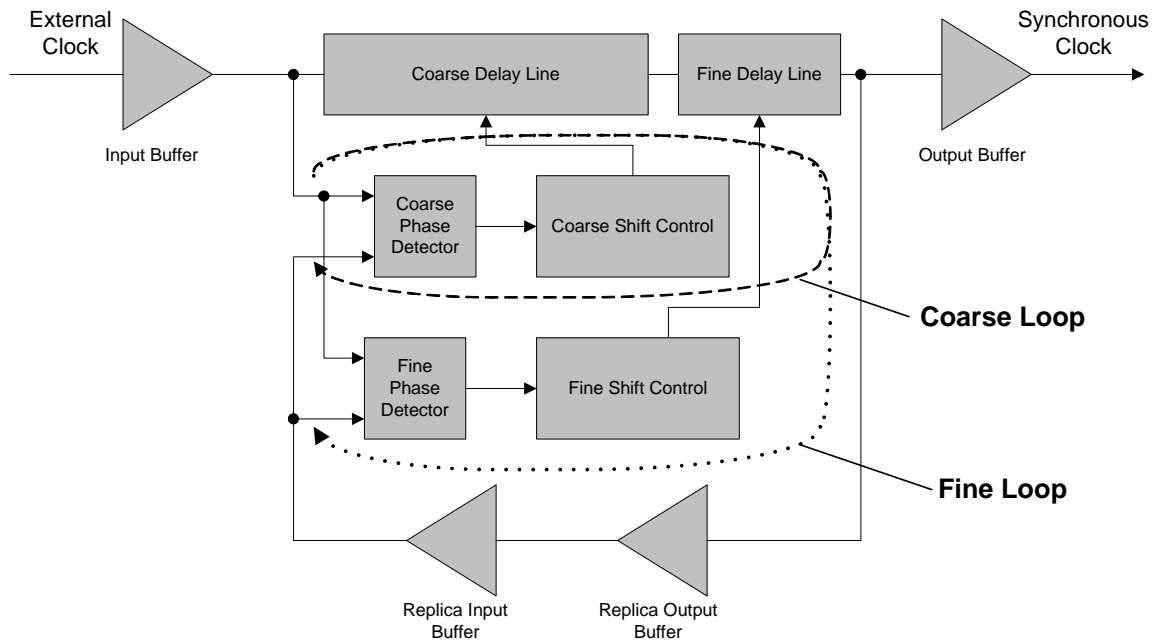 External
Clock
Synchronous
Clock
Coarse Delay Line
Fine Delay Line
Input Buffer
Output Buffer
Coarse
Phase
Detector
Coarse Shift Control
Coarse Loop
Fine
Phase
Detector
Fine Shift Control
Fine Loop
Replica Input
Buffer
Replica Output
Buffer